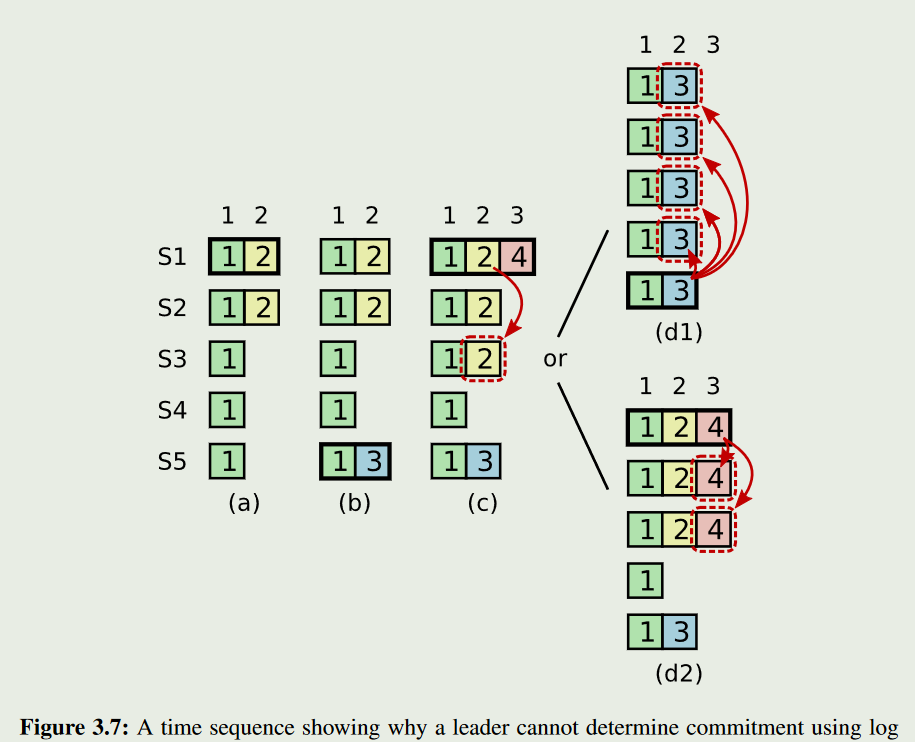 1 2 3
1 3
1 3
1 3
1 3
1 3
(d1)
1 2 1 2 1 2 3
S1 1 2 1 2 1 2 4
S2 1 2 1 2 1 2
S3 1 1 1 2
S4 1 1 1
S5 1 1 3 1 3
(a) (b) (c)
or
1 2 3
1 2 4
1 2 4
1 2 4
1
1 3
(d2)
Figure 3.7: A time sequence showing why a leader cannot determine commitment using log